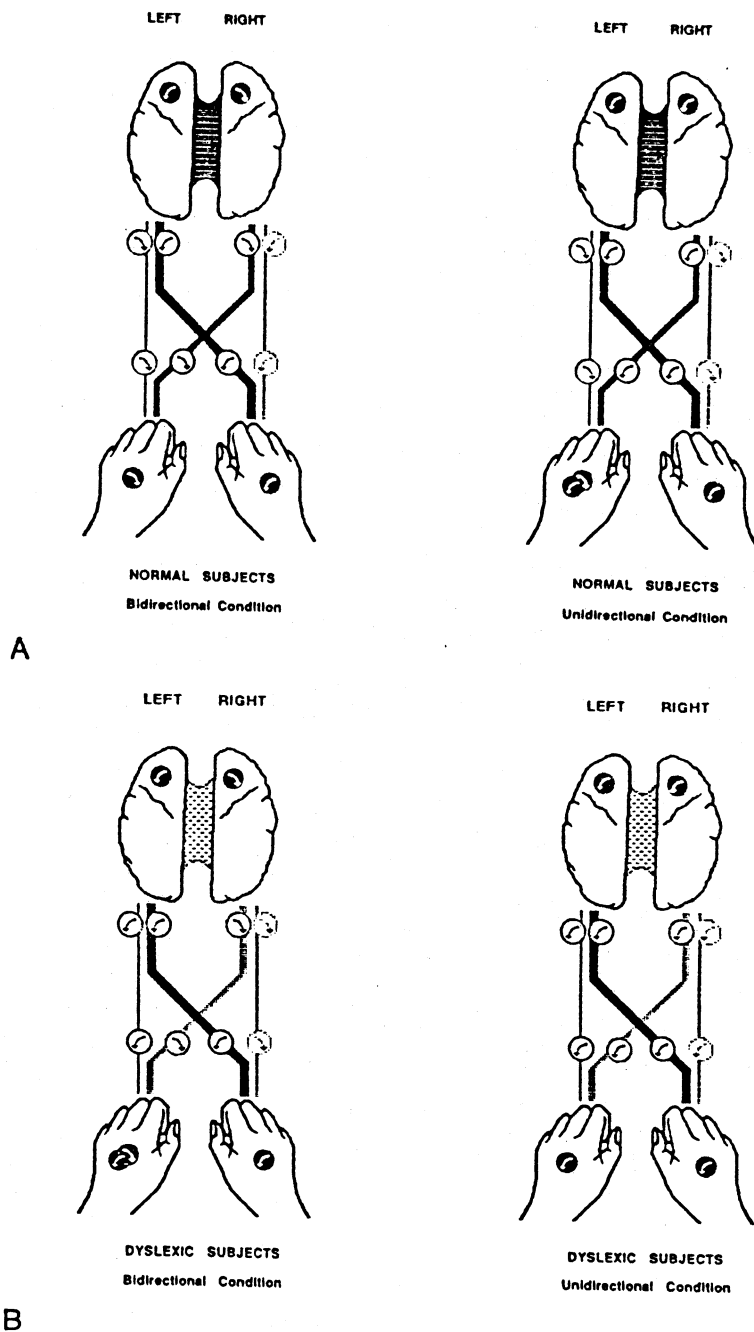 LEFT RIGHT
LEFT RIGHT
NORMAL SUBJECTS
Bidirectional Condition
NORMAL SUBJECTS
Unidirectional Condition
A
LEFT RIGHT
LEFT RIGHT
DYSLEXIC SUBJECTS
Bidirectional Condition
DYSLEXIC SUBJECTS
Unidirectional Condition
B